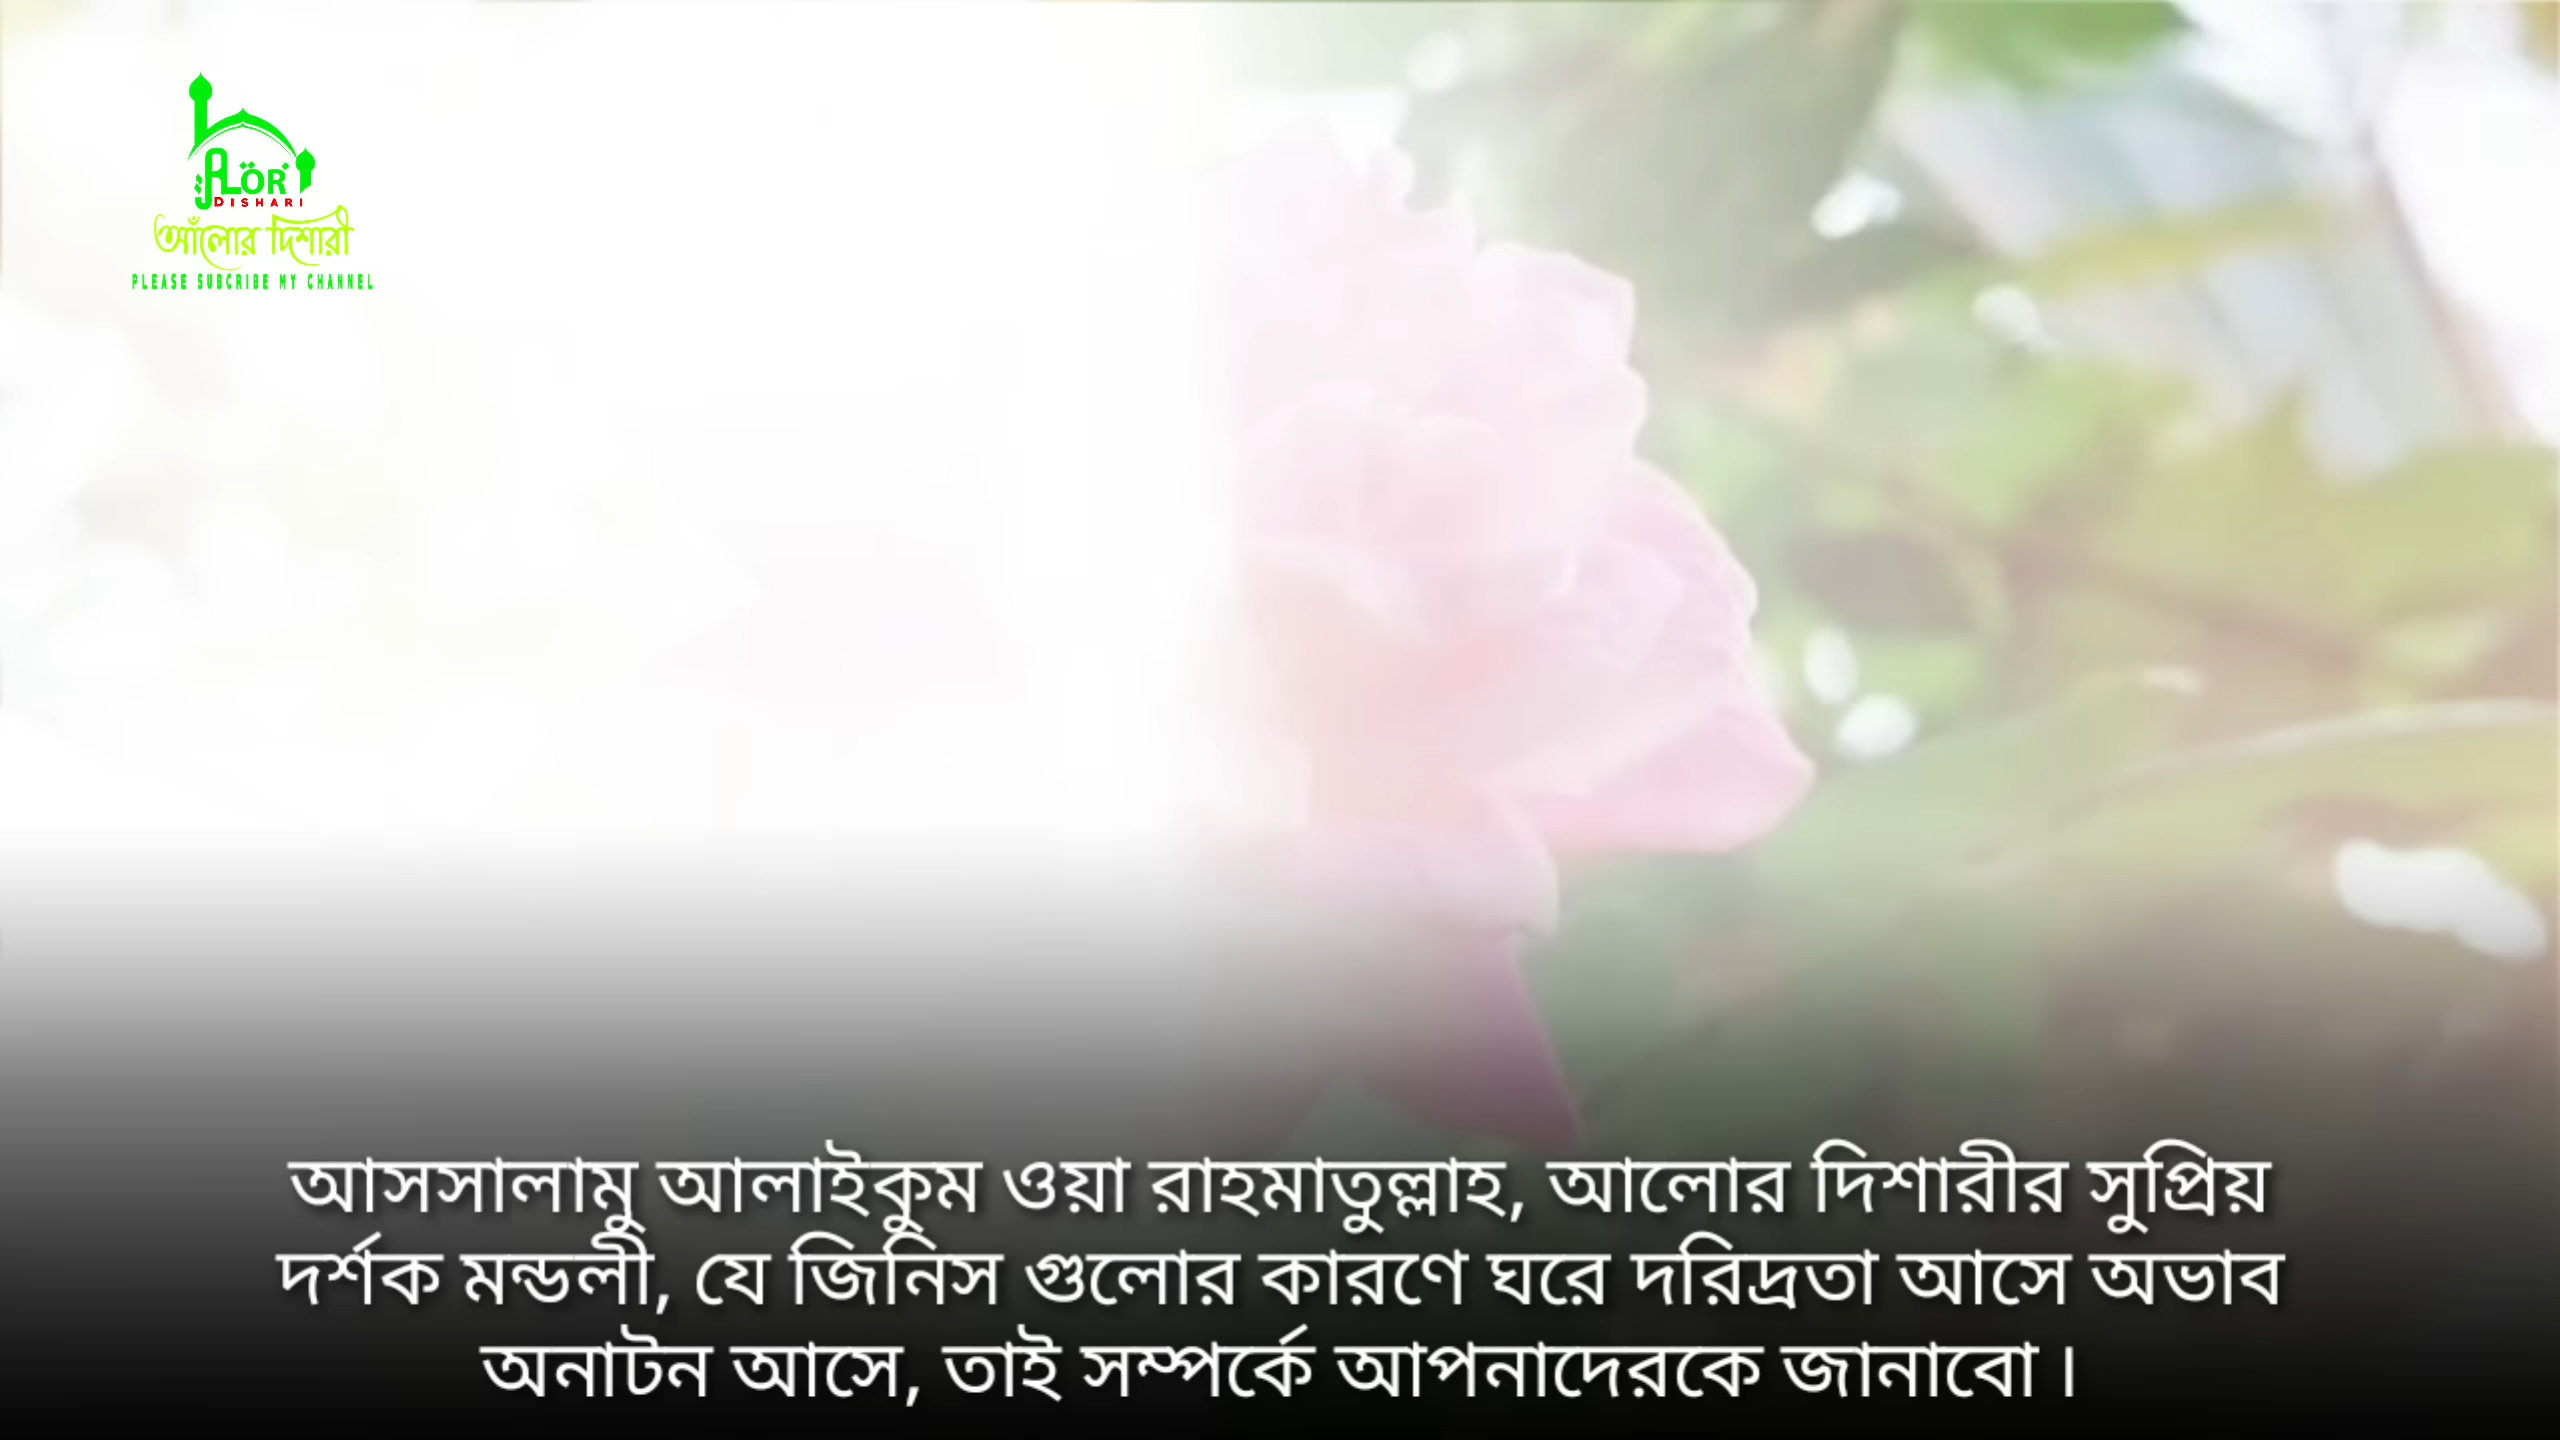 ALOR
DISHARI
আঁলোর দিশারী
PLEASE SUBCRIBE MY CHANNEL
আসসালামু আলাইকুম ওয়া রাহমাতুল্লাহ, আলোর দিশারীর সুপ্রিয়
দর্শক মন্ডলী, যে জিনিস গুলোর কারণে ঘরে দরিদ্রতা আসে অভাব
অনাটন আসে, তাই সম্পর্কে আপনাদেরকে জানাবো ।